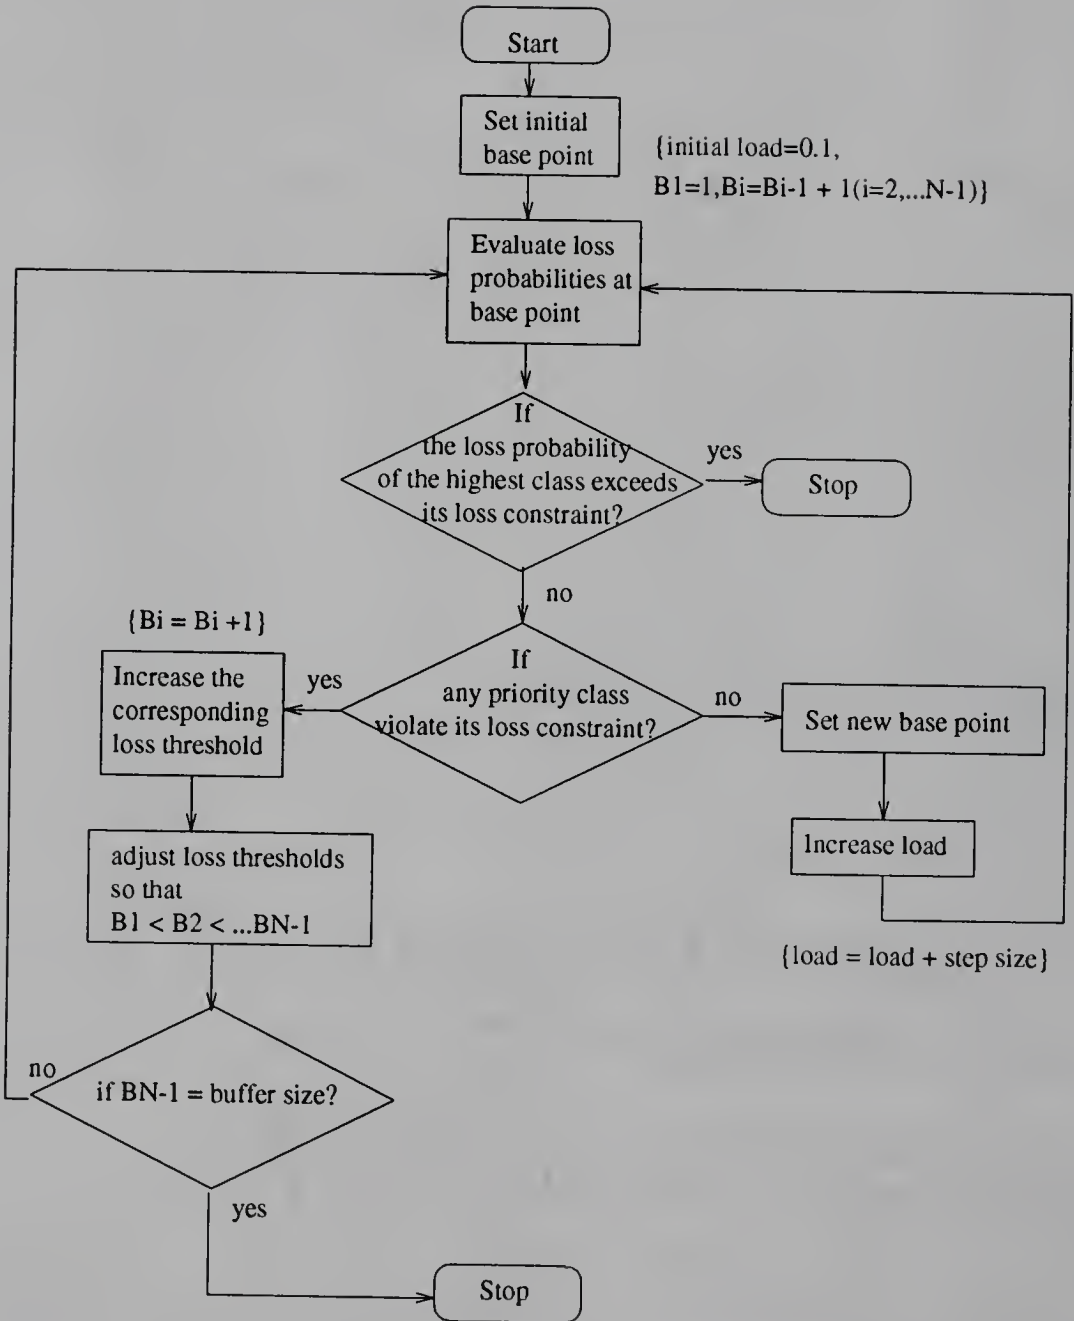 Start
Set initial
base point
{initial load=0.1,
B1=1,Bi=Bi-1 + 1(i=2,...N-1)}
Evaluate loss
probabilities at
base point
If
the loss probability
of the highest class exceeds
its loss constraint?
yes
Stop
no
{Bi = Bi +1}
Increase the
corresponding
loss threshold
yes
If
any priority class
violate its loss constraint?
no
Set new base point
Increase load
{load = load + step size}
adjust loss thresholds
so that
B1 < B2 < ...BN-1
no
if BN-1 = buffer size?
yes
Stop